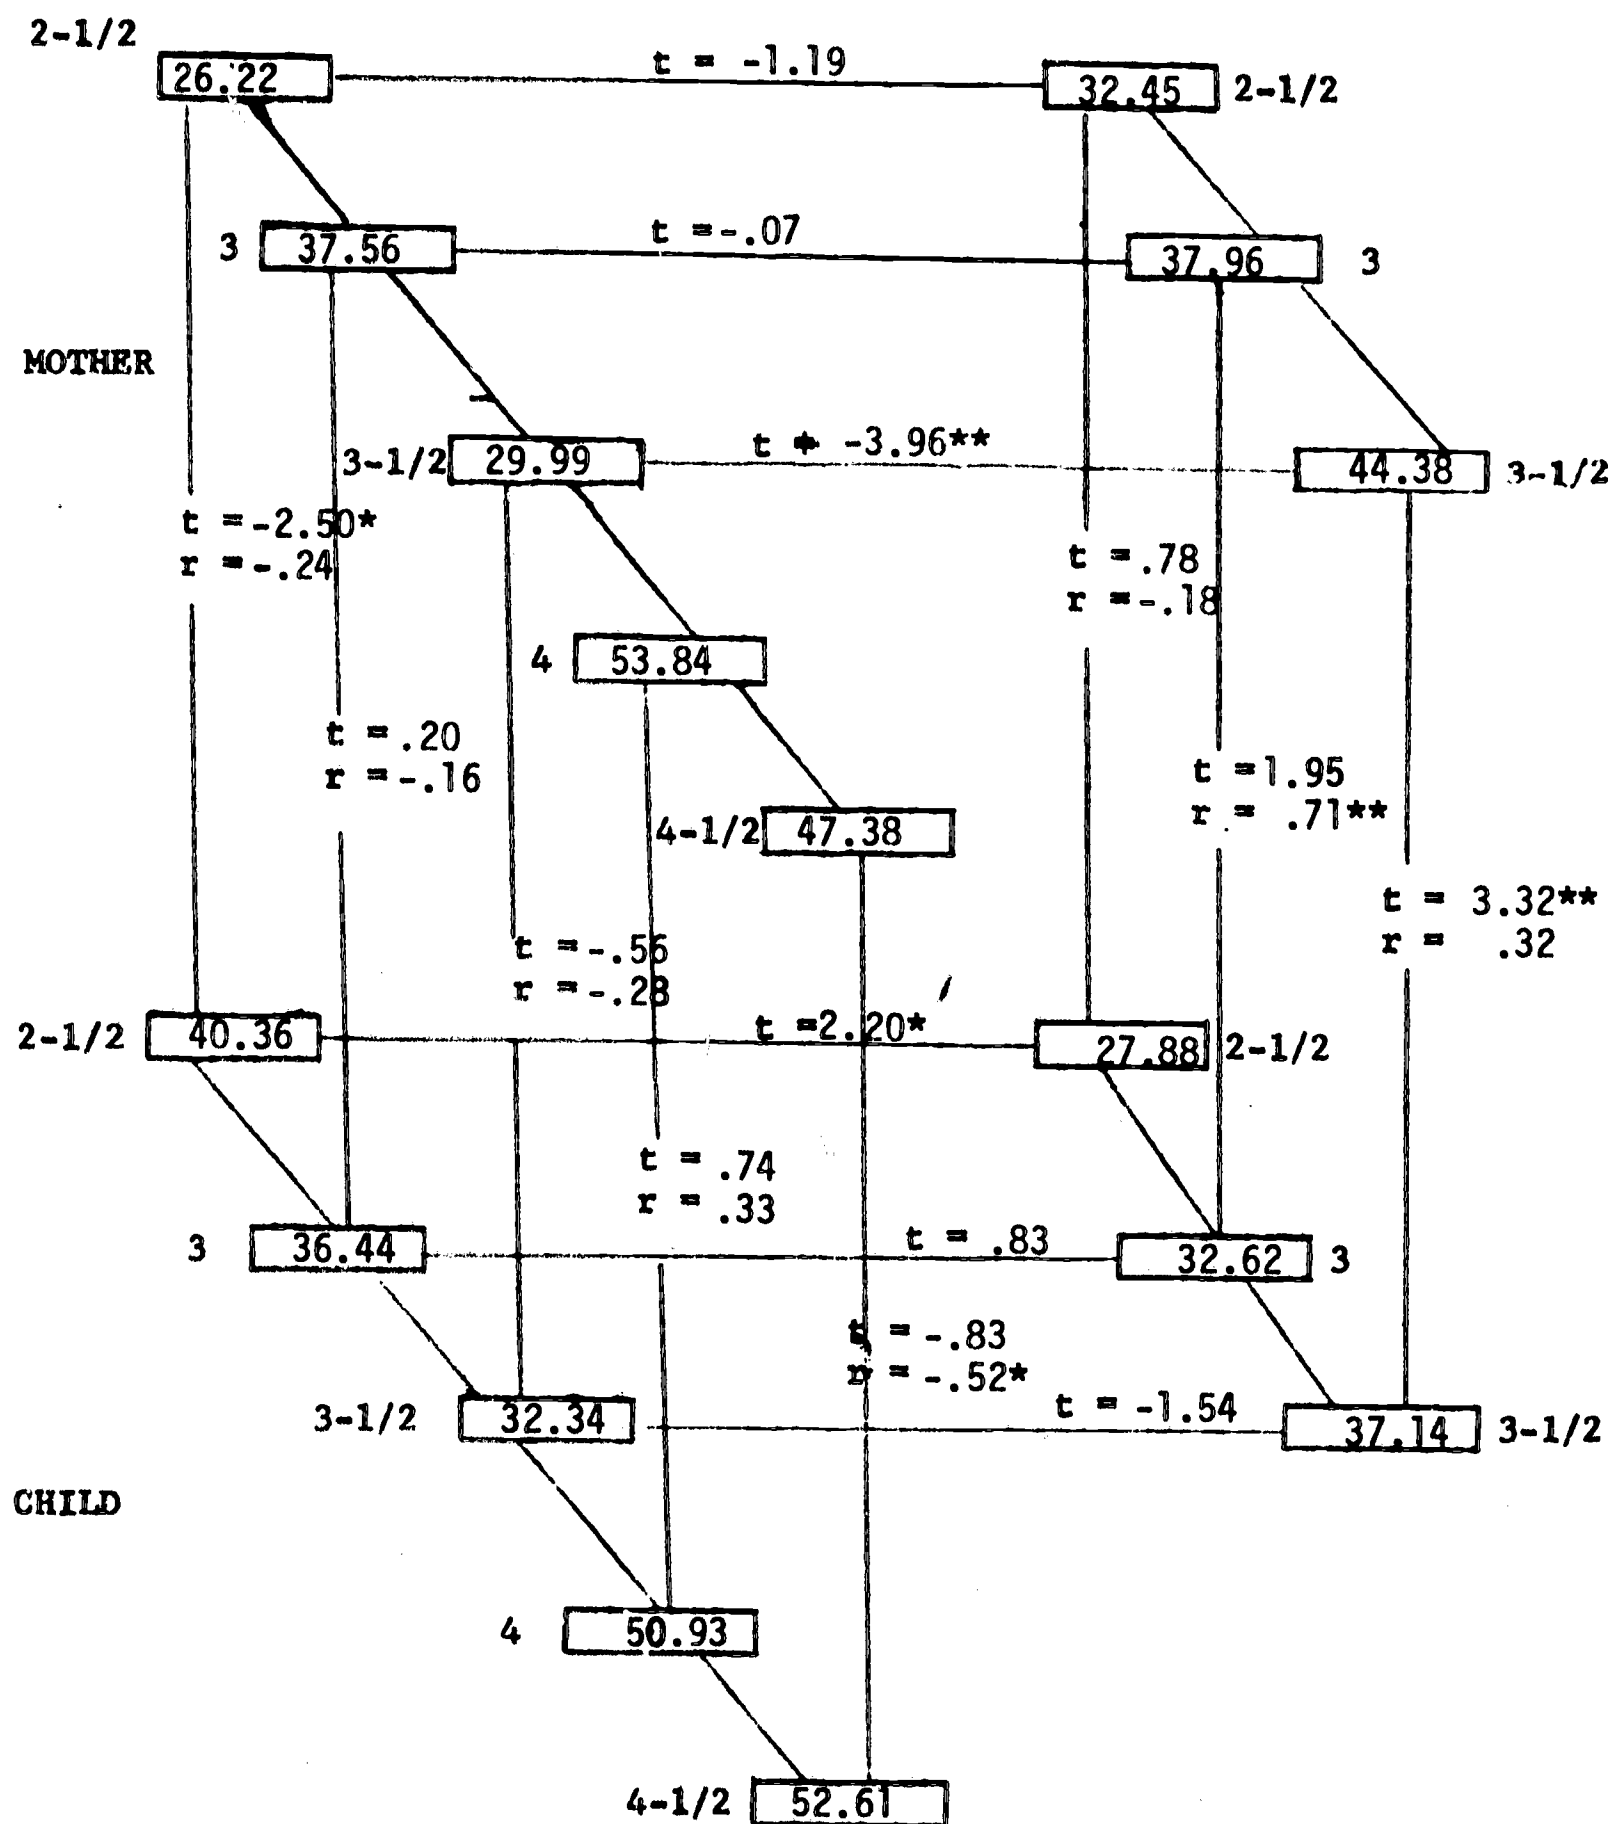 2-1/2
26.22 t = -1.19 32.45 2-1/2
3 37.56 t =-.07 37.96 3
MOTHER
3-1/2 29.99 t = -3.96** 44.38 3-1/2
t =-2.50*
r =-.24
t =.78
r =-.18
4 53.84
t =.20
r =-.16
t =1.95
r = .71**
4-1/2 47.38
t = 3.32**
r = .32
t =-.56
r =-.28
2-1/2 40.36 t =2.20* 27.88 2-1/2
t = .74
r = .33
3 36.44 t = .83 32.62 3
t = -.83
r = -.52*
3-1/2 32.34 t = -1.54 37.14 3-1/2
CHILD
4 50.93
4-1/2 52.61